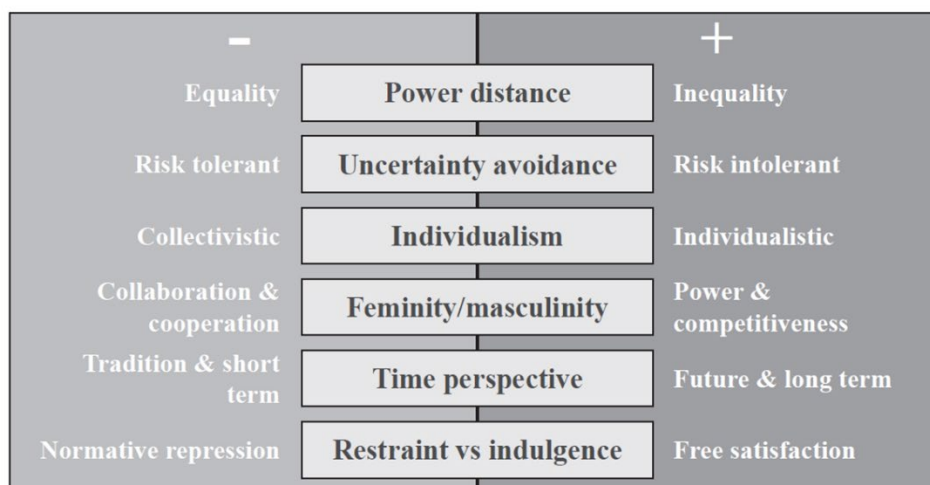 - +
Equality Power distance Inequality
Risk tolerant Uncertainty avoidance Risk intolerant
Collectivistic Individualism Individualistic
Collaboration &
cooperation
Feminity/masculinity
Power &
competitiveness
Tradition & short
term
Time perspective
Future & long term
Normative repression Restraint vs indulgence Free satisfaction